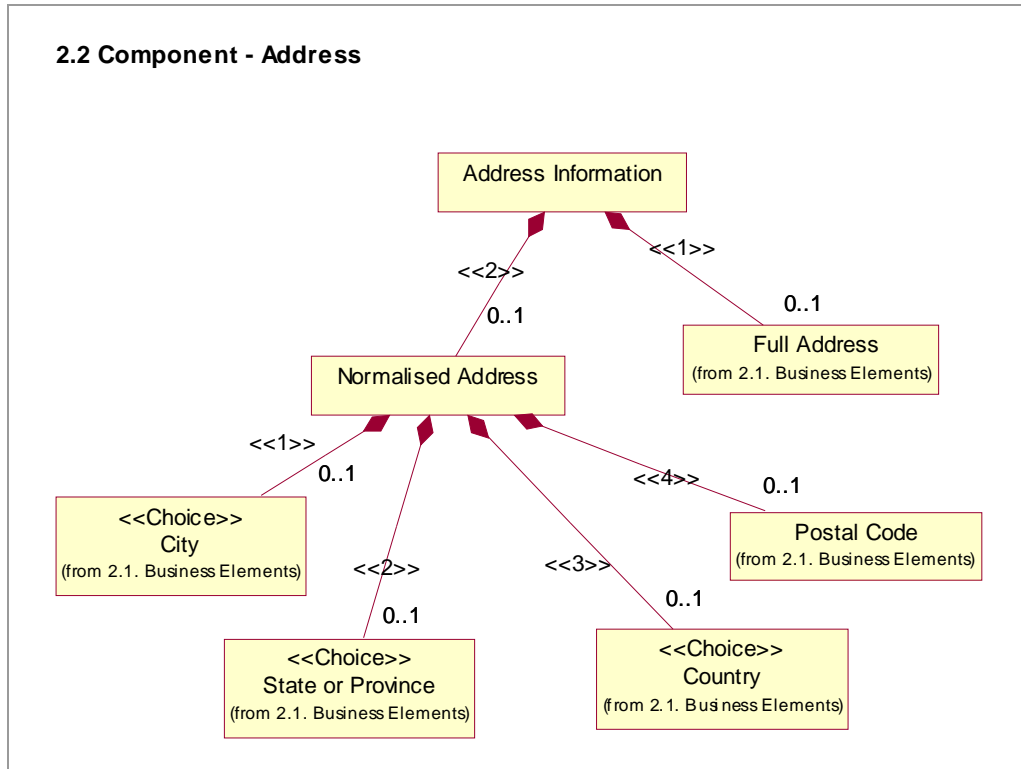 2.2 Component - Address
Address Information
<<1>>
<<2>>
0..1
0..1
Full Address
(from 2.1. Business Elements)
Normalised Address
<<1>>
0..1
<<4>>
0..1
<<Choice>>
City
(from 2.1. Business Elements)
Postal Code
(from 2.1. Business Elements)
<<2>>
<<3>>
0..1
0..1
<<Choice>>
State or Province
(from 2.1. Business Elements)
<<Choice>>
Country
(from 2.1. Business Elements)